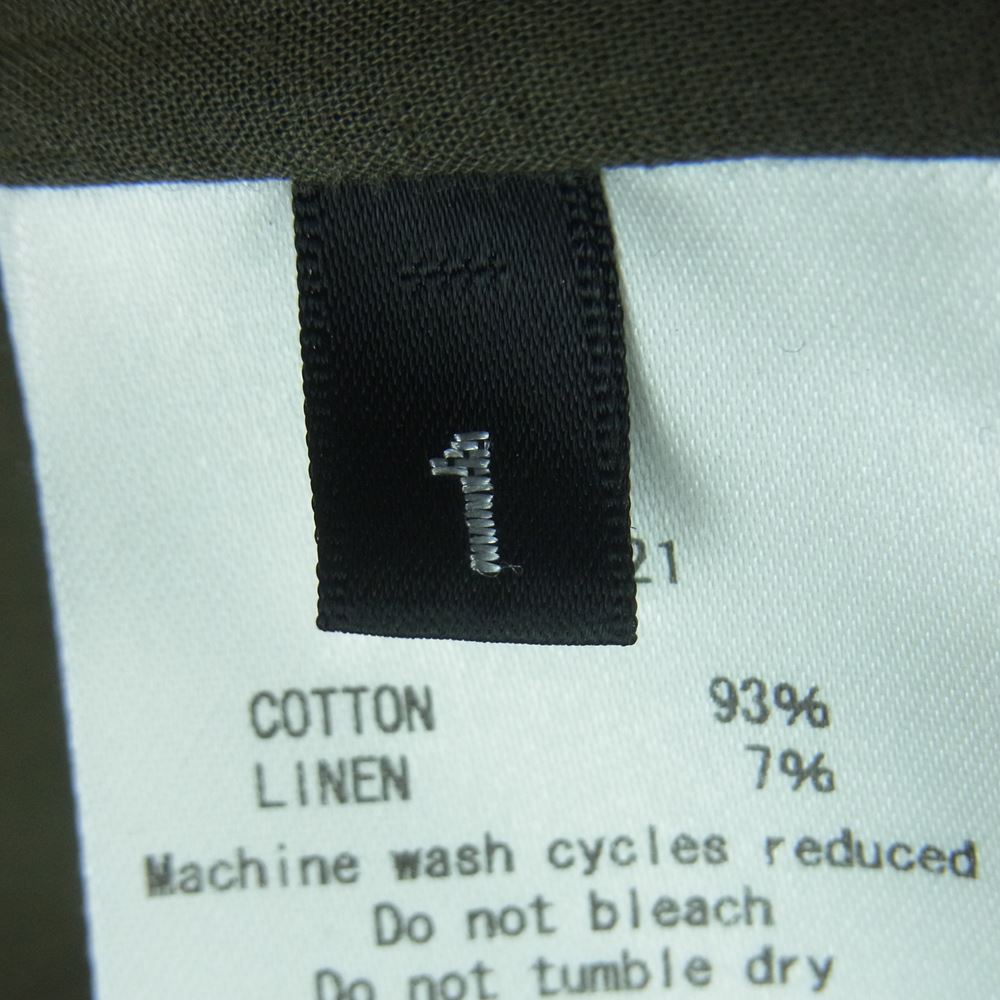 1
21
COTTON 93%
LINEN 7%
Machine wash cycles reduced
Do not bleach
Do not tumble dry